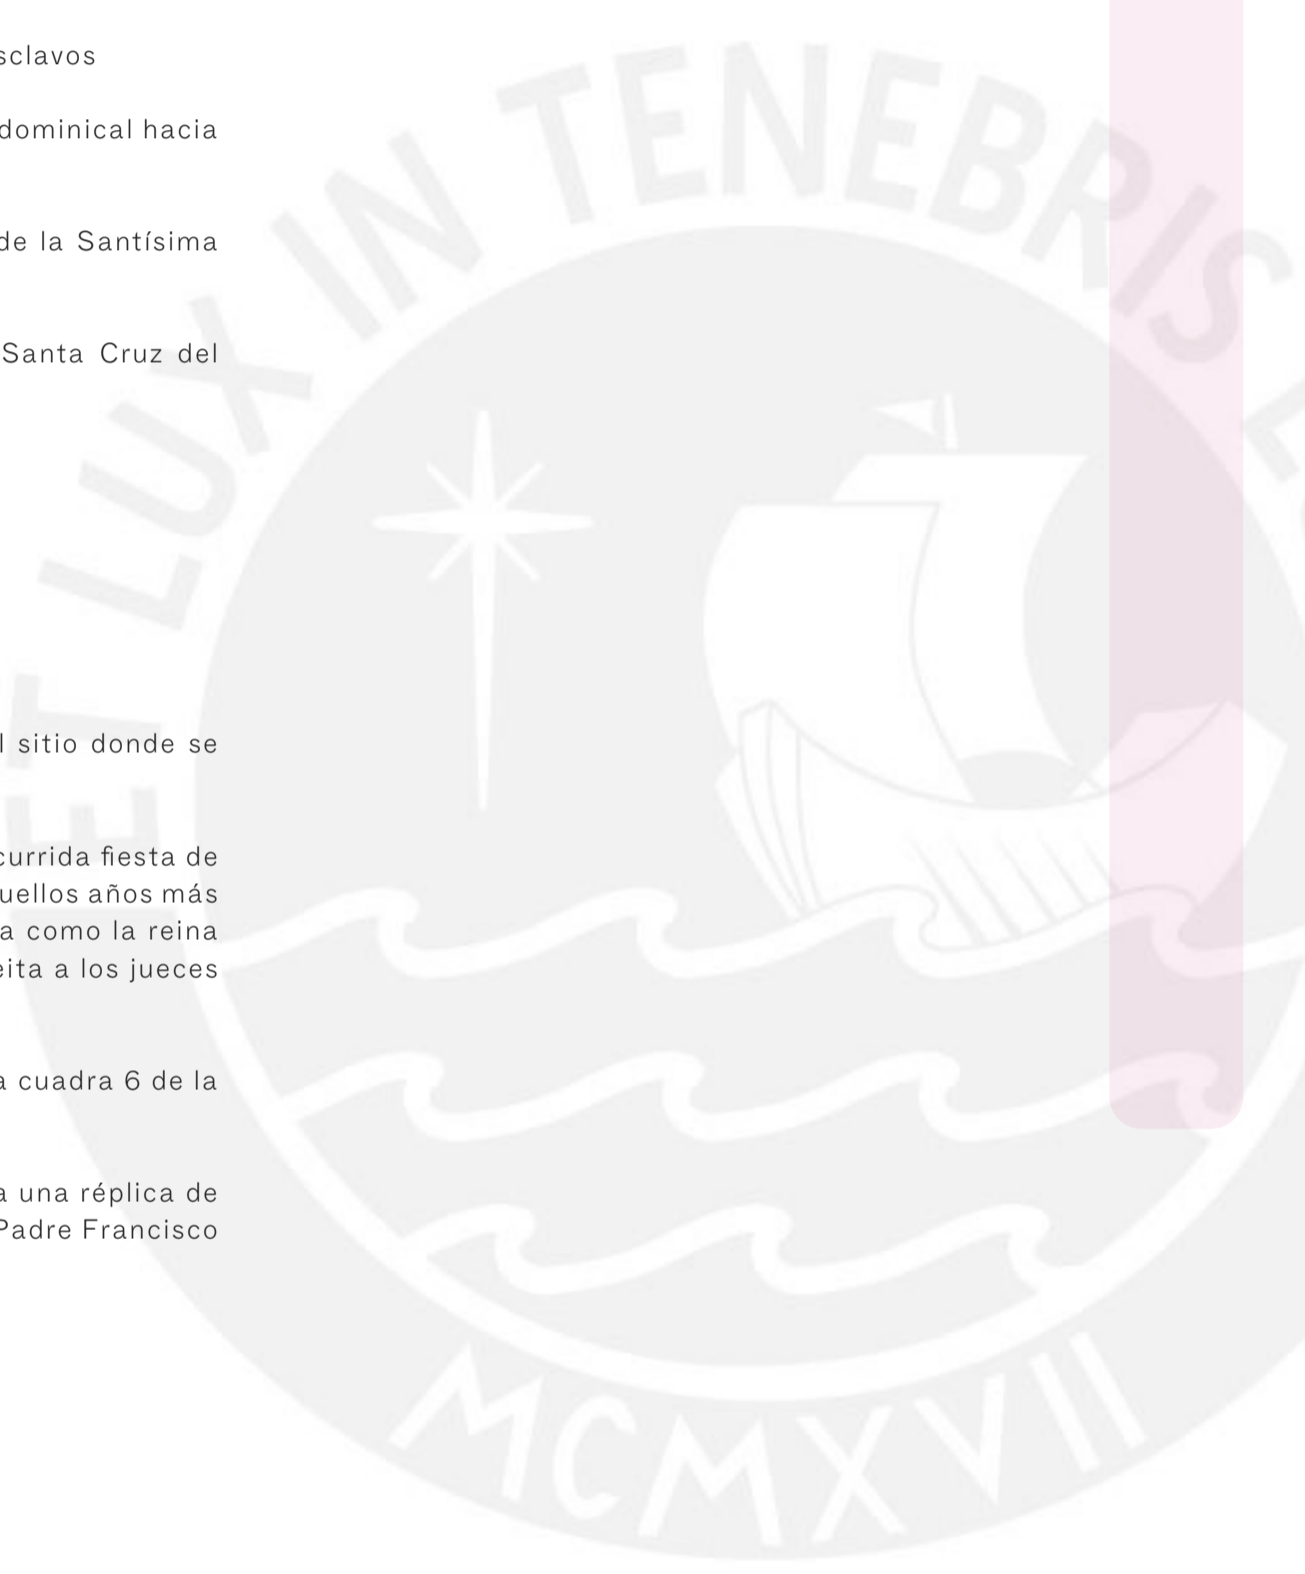 sclavos
dominical hacia
de la Santísima
Santa Cruz del
l sitio donde se
currida fiesta de
uellos años más
a como la reina
eita a los jueces
a cuadra 6 de la
a una réplica de
Padre Francisco
ET LUX IN TENEBRIS
MCMXVII